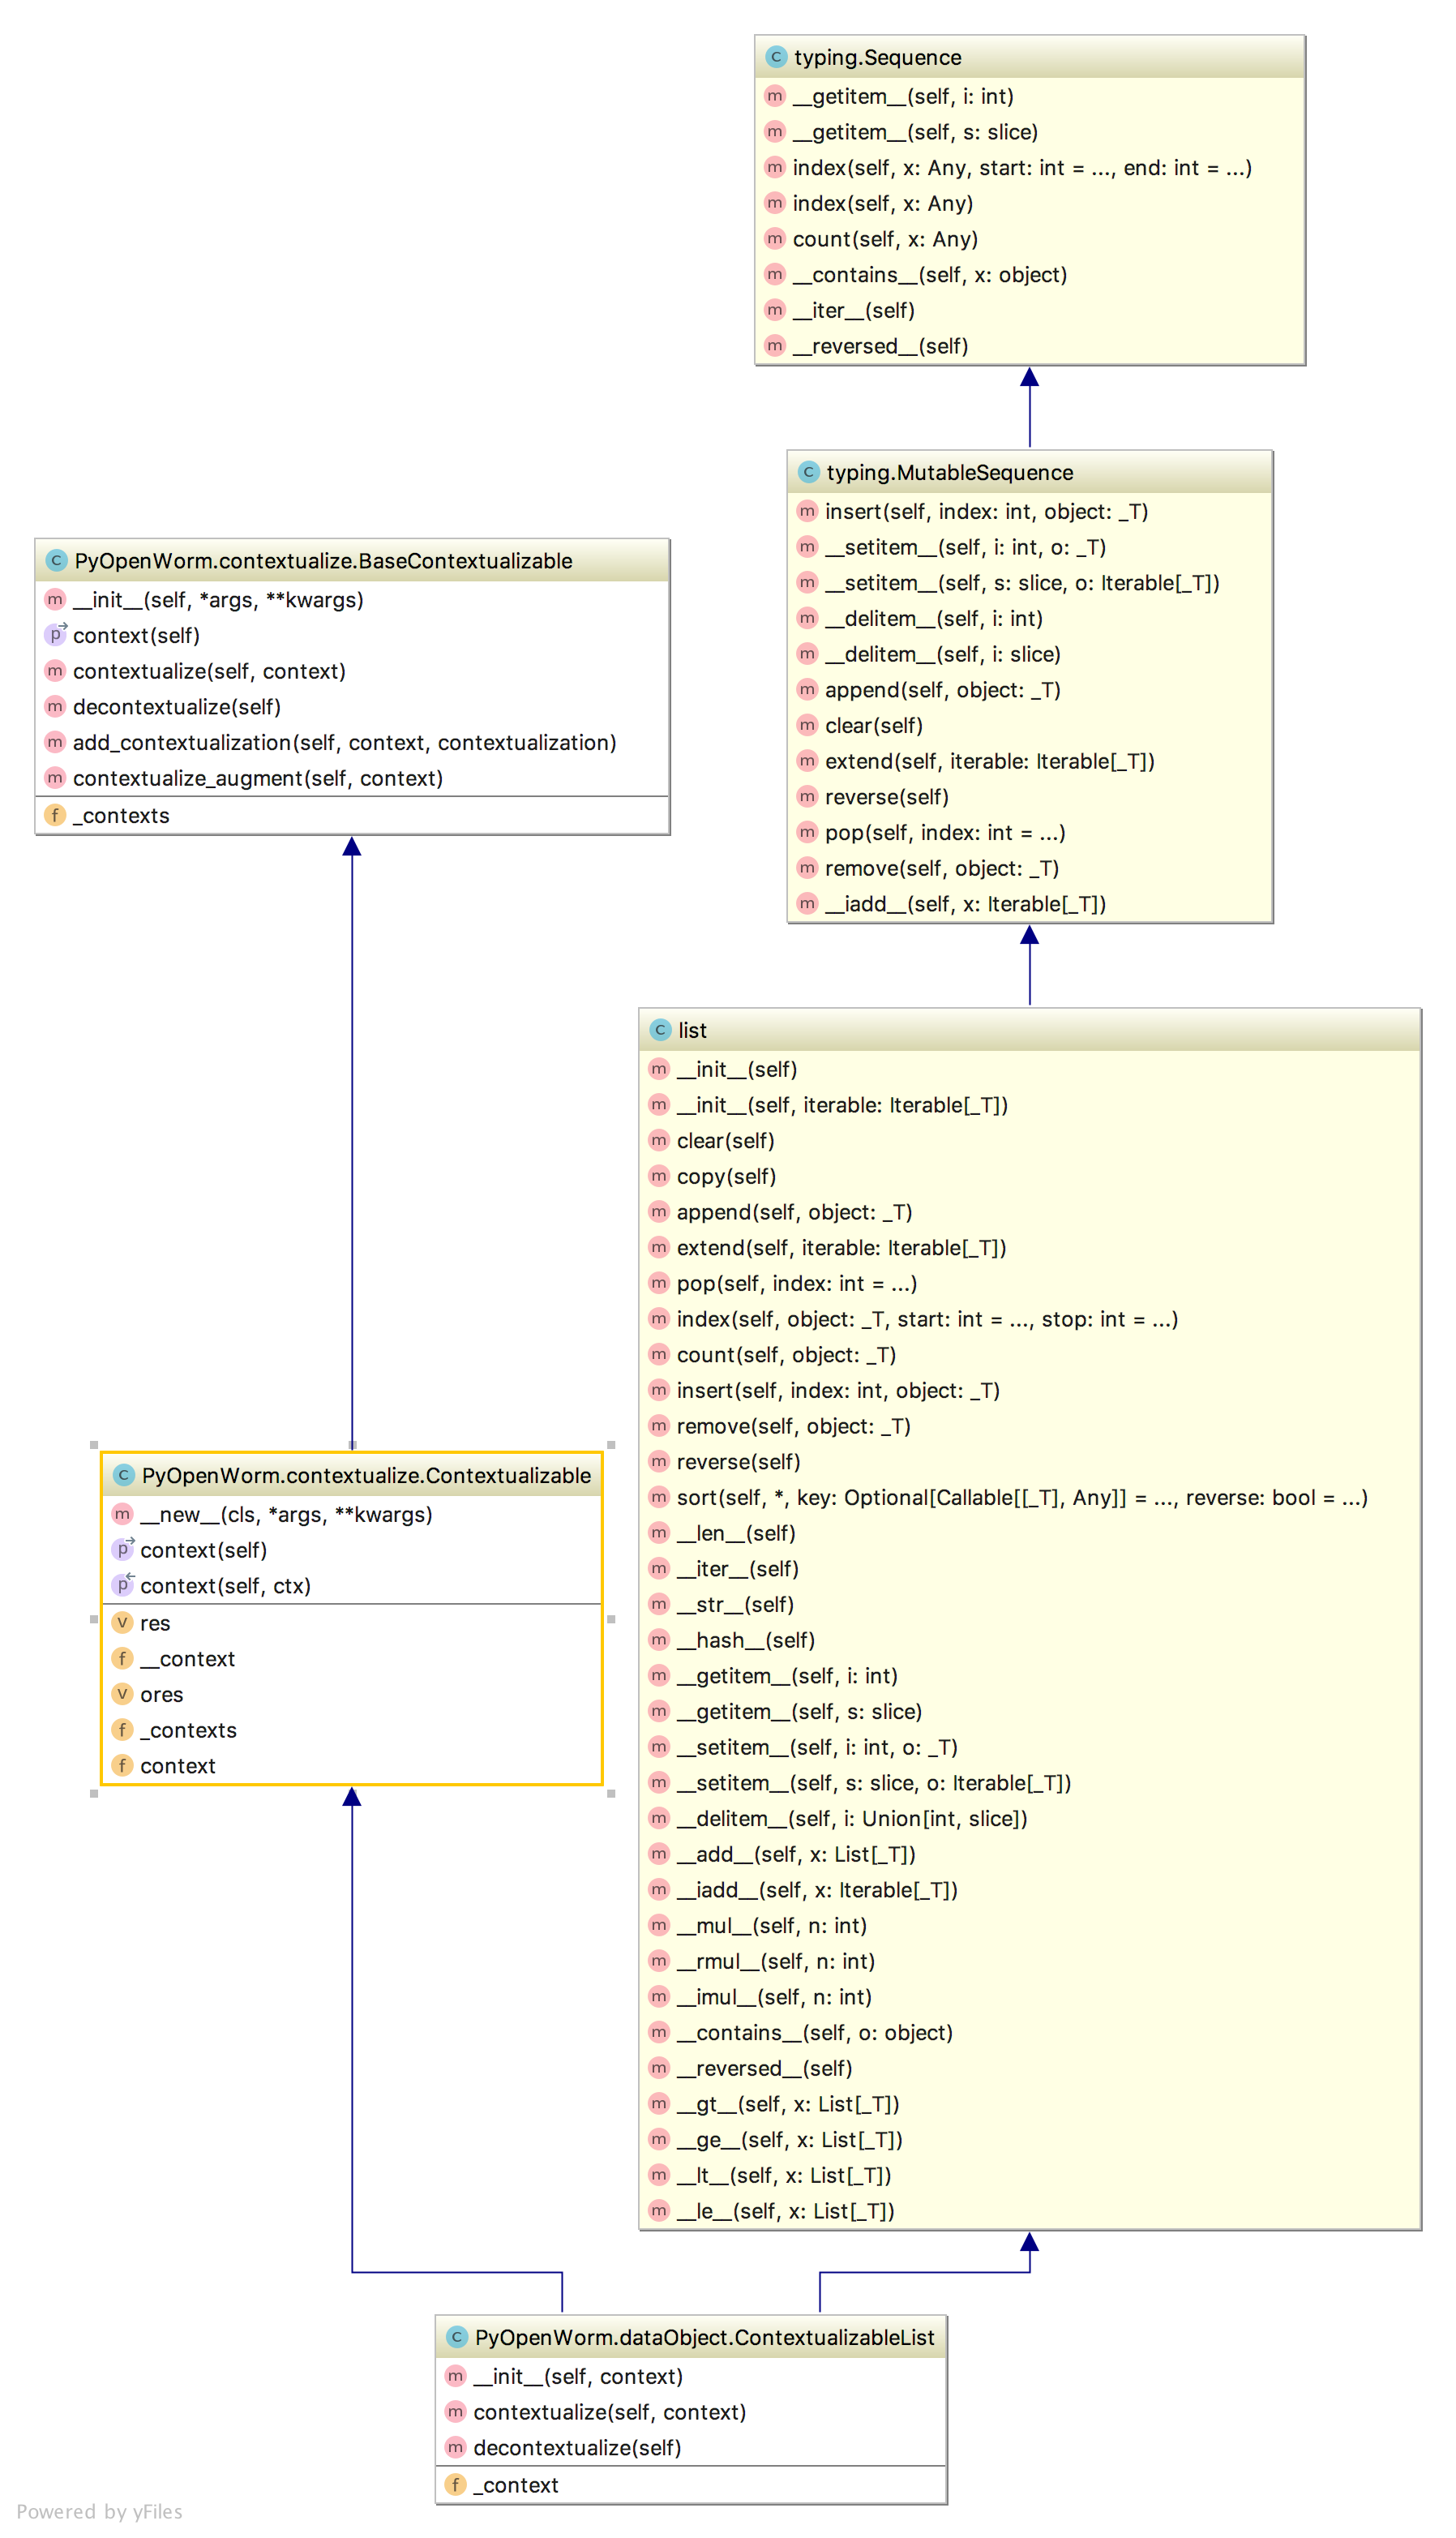 typing.Sequence
__getitem__(self, i: int)
__getitem__(self, s: slice)
index(self, x: Any, start: int = ..., end: int = ...)
index(self, x: Any)
count(self, x: Any)
__contains__(self, x: object)
__iter__(self)
__reversed__(self)
typing.MutableSequence
insert(self, index: int, object: _T)
__setitem__(self, i: int, o: _T)
__setitem__(self, s: slice, o: Iterable[_T])
__delitem__(self, i: int)
__delitem__(self, i: slice)
append(self, object: _T)
clear(self)
extend(self, iterable: Iterable[_T])
reverse(self)
pop(self, index: int = ...)
remove(self, object: _T)
__iadd__(self, x: Iterable[_T])
PyOpenWorm.contextualize.BaseContextualizable
__init__(self, *args, **kwargs)
context(self)
contextualize(self, context)
decontextualize(self)
add_contextualization(self, context, contextualization)
contextualize_augment(self, context)
_contexts
list
__init__(self)
__init__(self, iterable: Iterable[_T])
clear(self)
copy(self)
append(self, object: _T)
extend(self, iterable: Iterable[_T])
pop(self, index: int = ...)
index(self, object: _T, start: int = ..., stop: int = ...)
count(self, object: _T)
insert(self, index: int, object: _T)
remove(self, object: _T)
reverse(self)
sort(self, *, key: Optional[Callable[[_T], Any]] = ..., reverse: bool = ...)
__len__(self)
__iter__(self)
__str__(self)
__hash__(self)
__getitem__(self, i: int)
__getitem__(self, s: slice)
__setitem__(self, i: int, o: _T)
__setitem__(self, s: slice, o: Iterable[_T])
__delitem__(self, i: Union[int, slice])
__add__(self, x: List[_T])
__iadd__(self, x: Iterable[_T])
__mul__(self, n: int)
__rmul__(self, n: int)
__imul__(self, n: int)
__contains__(self, o: object)
__reversed__(self)
__gt__(self, x: List[_T])
__ge__(self, x: List[_T])
__lt__(self, x: List[_T])
__le__(self, x: List[_T])
PyOpenWorm.contextualize.Contextualizable
__new__(cls, *args, **kwargs)
context(self)
context(self, ctx)
res
__context
ores
_contexts
context
PyOpenWorm.dataObject.ContextualizableList
__init__(self, context)
contextualize(self, context)
decontextualize(self)
_context
Powered by yFiles